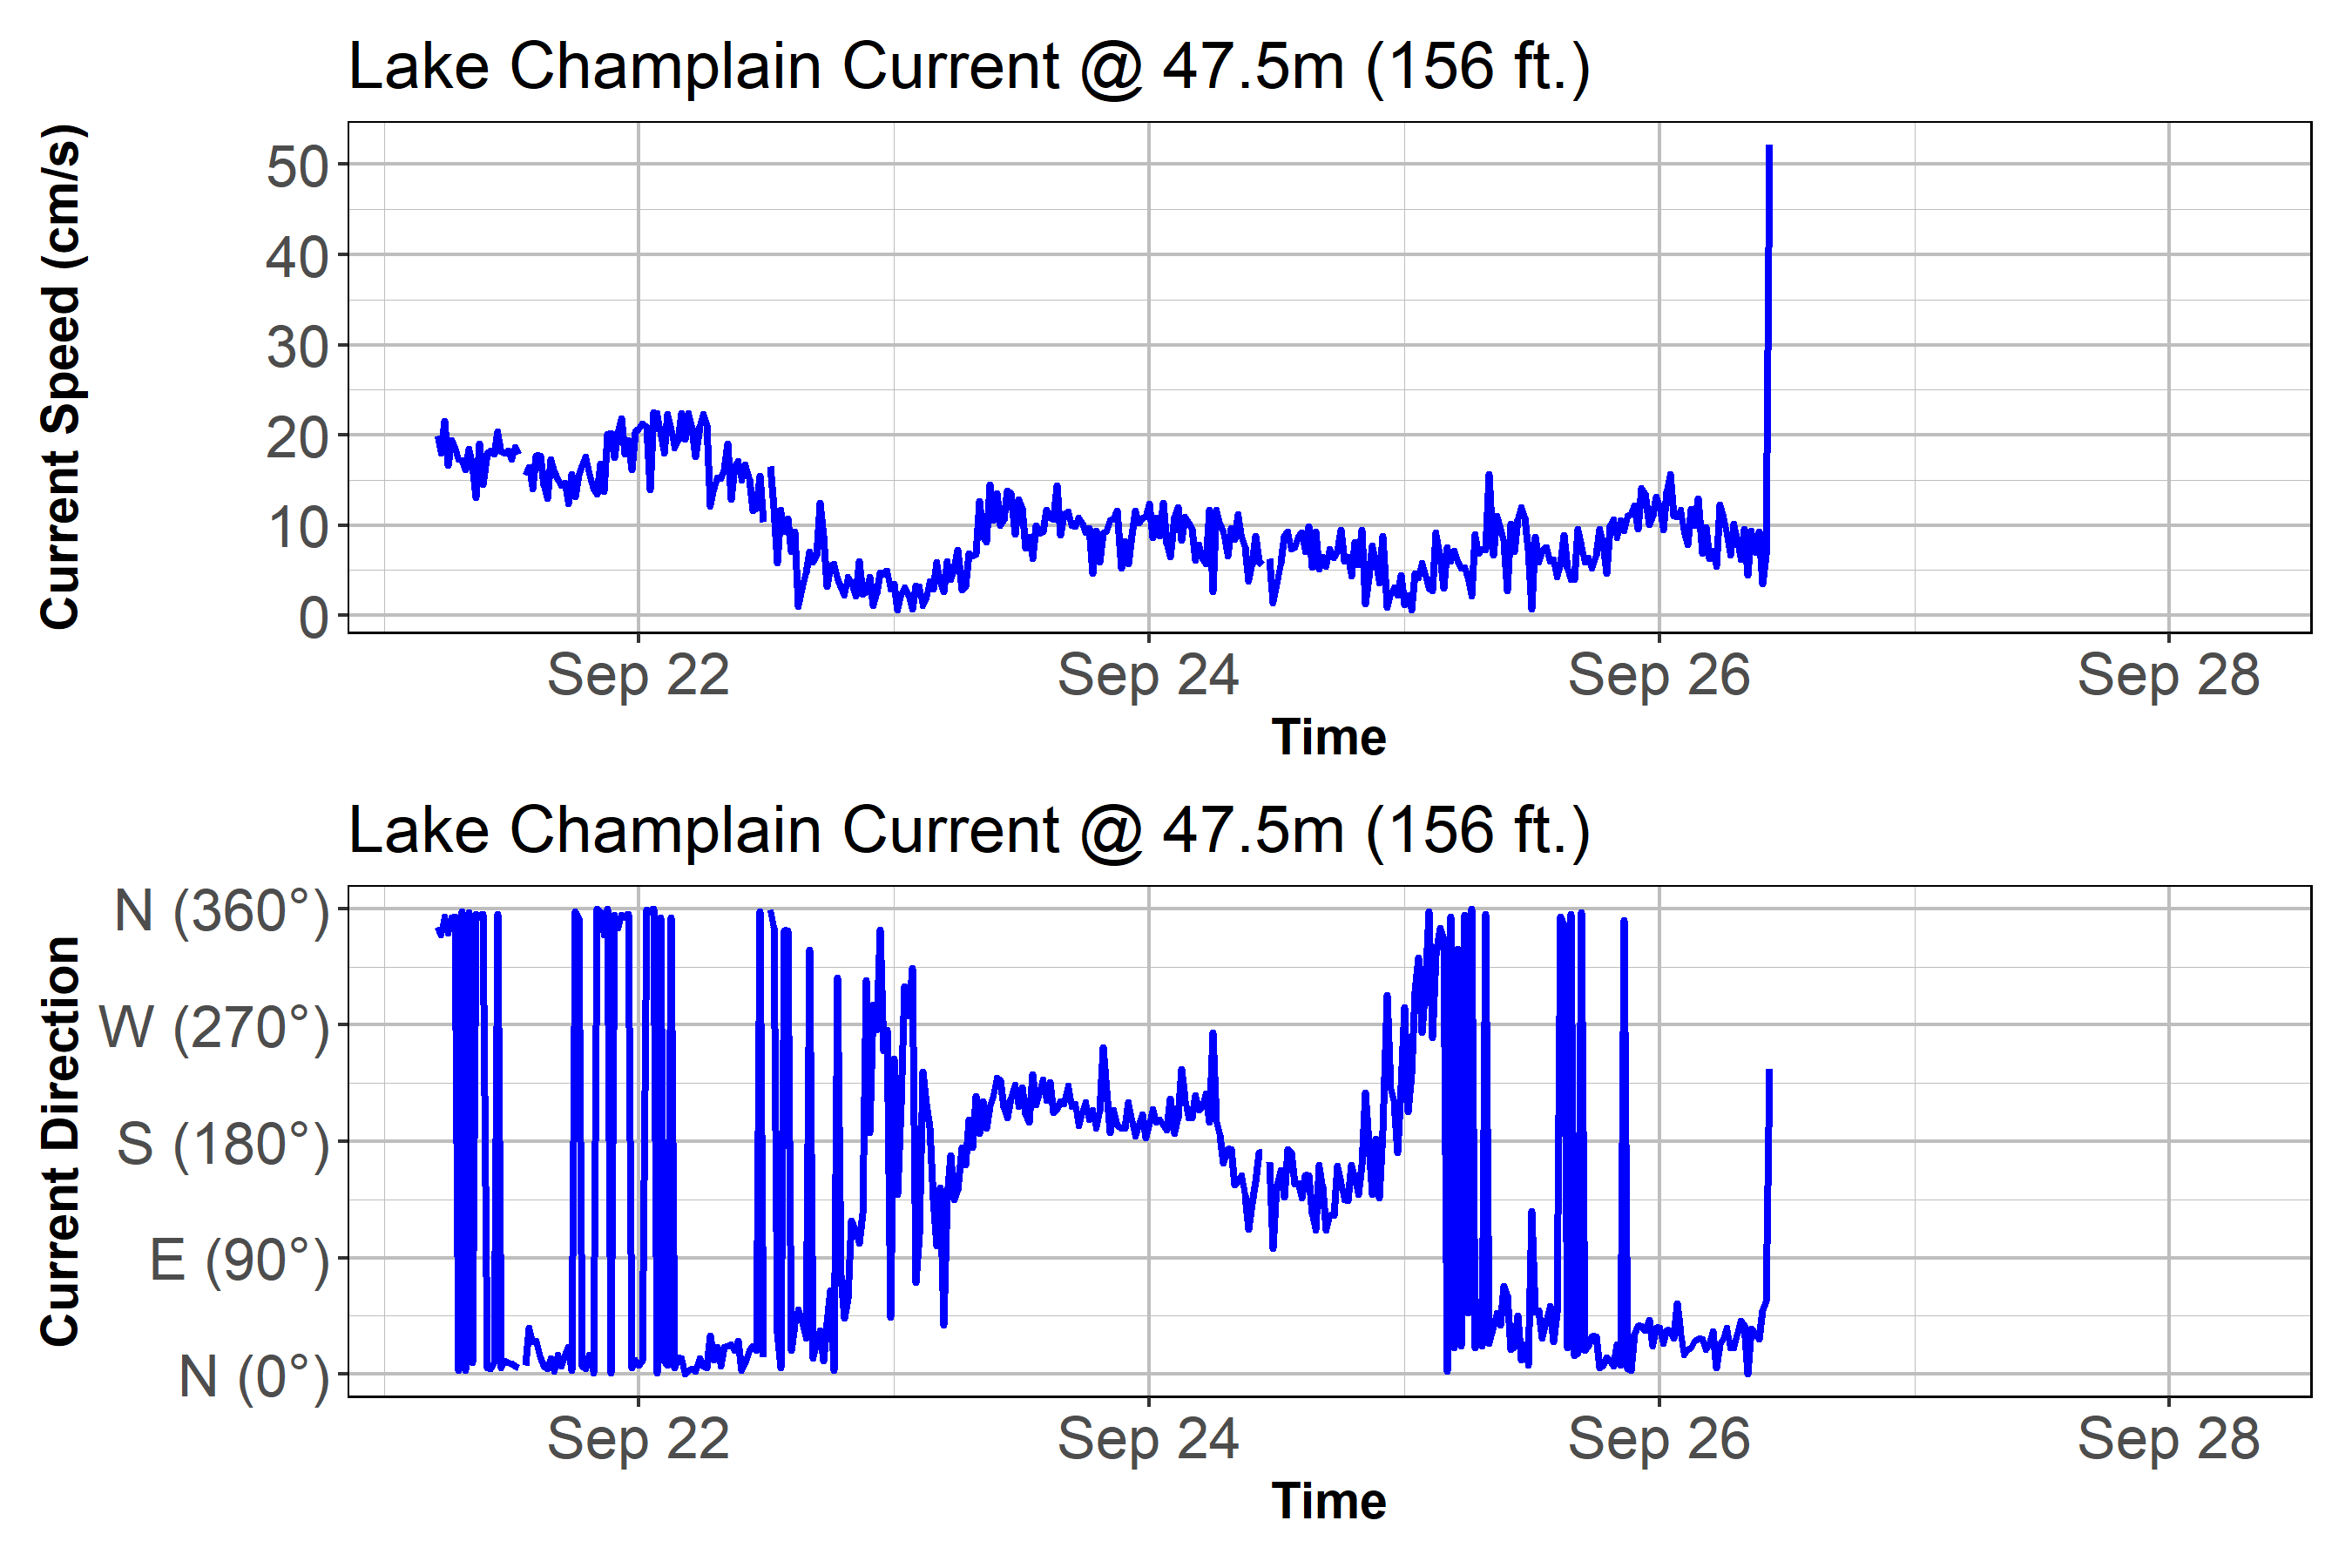 Lake Champlain Current @ 47.5m (156 ft.)
Current Speed (cm/s)
50
40
30
20
10
0
Sep 22
Sep 24
Sep 26
Sep 28
Time
Lake Champlain Current @ 47.5m (156 ft.)
Current Direction
N (360°)
W (270°)
S (180°)
E (90°)
N (0°)
Sep 22
Sep 24
Sep 26
Sep 28
Time